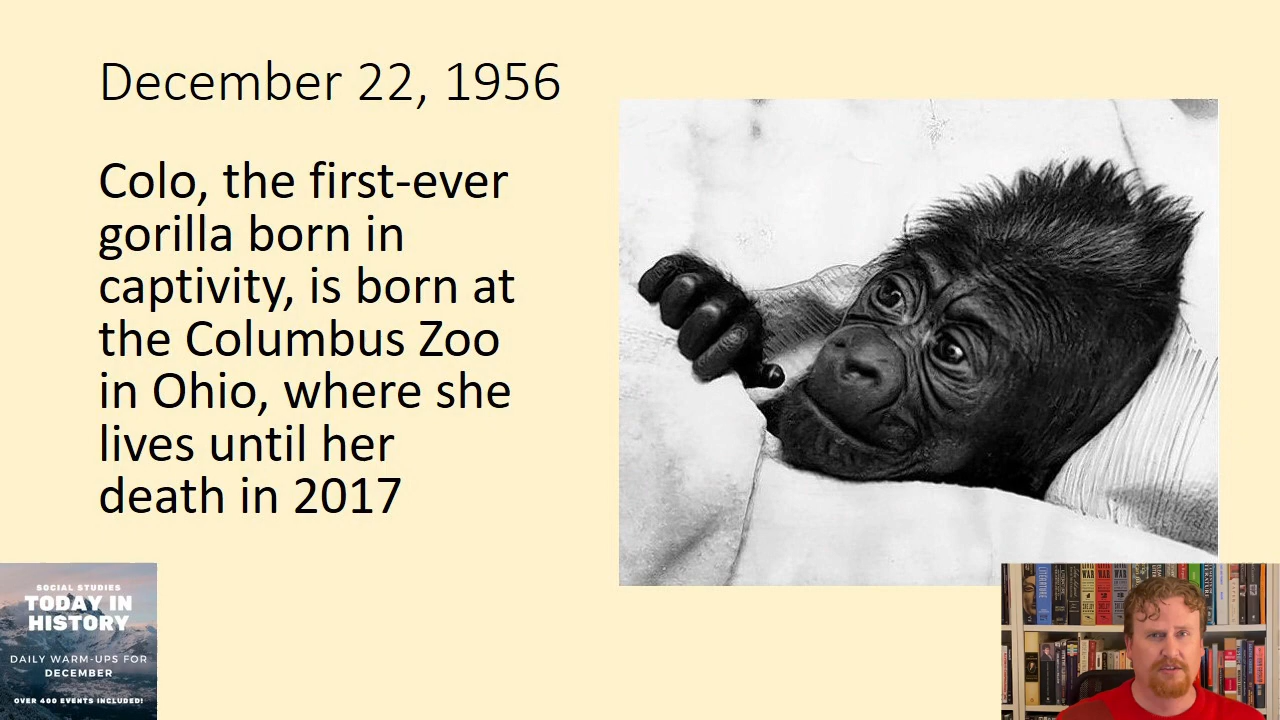 December 22, 1956
Colo, the first-ever
gorilla born in
captivity, is born at
the Columbus Zoo
in Ohio, where she
lives until her
death in 2017
SOCIAL STUDIES
TODAY IN
HISTORY
DAILY WARM-UPS FOR
DECEMBER
OVER 400 EVENTS INCLUDED!
LITERATURE